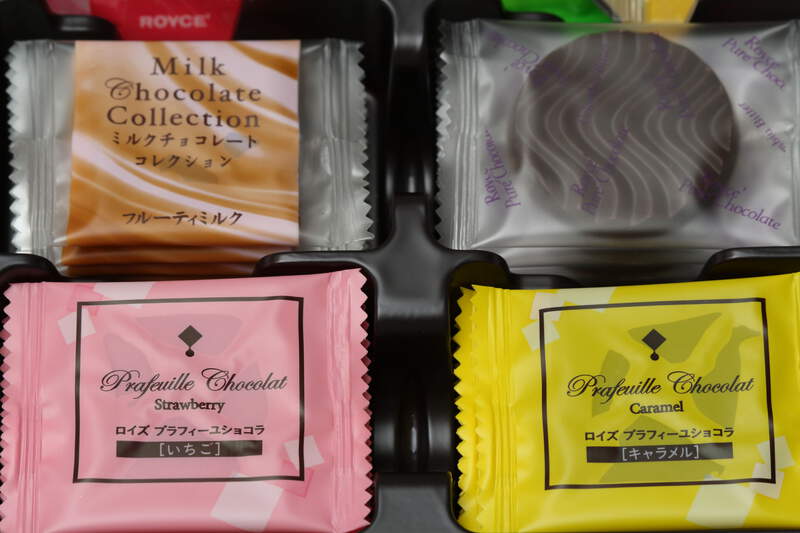 ROYCE
Milk
Chocolate
Collection
ミルクチョコレート
コレクション
フルーティミルク
Royce'
Pure Chocolate
Prafeuille Chocolat
Strawberry
ロイズ プラフィーユショコラ
[いちご]
Prafeuille Chocolat
Caramel
ロイズ プラフィーユショコラ
[キャラメル]